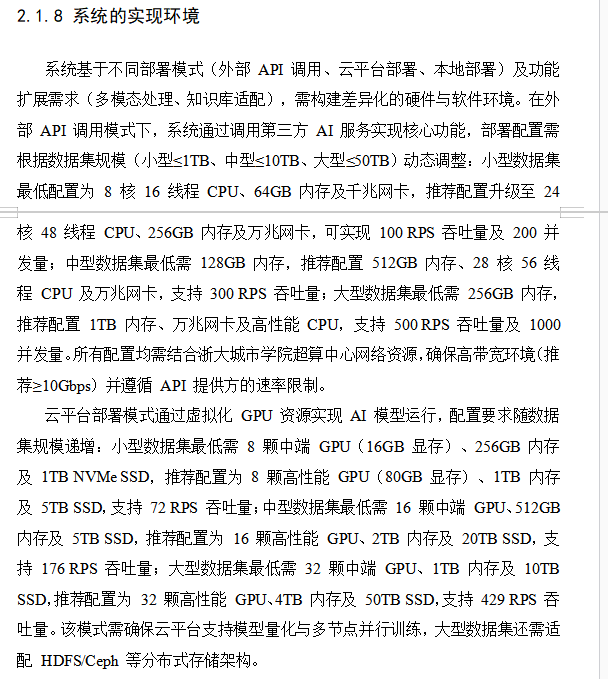 2.1.8 系统的实现环境
系统基于不同部署模式（外部 API 调用、云平台部署、本地部署）及功能
扩展需求（多模态处理、知识库适配），需构建差异化的硬件与软件环境。在外
部 API 调用模式下，系统通过调用第三方 AI 服务实现核心功能，部署配置需
根据数据集规模（小型≤1TB、中型≤10TB、大型≤50TB）动态调整：小型数据集
最低配置为 8 核 16 线程 CPU、64GB 内存及千兆网卡，推荐配置升级至 24
核 48 线程 CPU、256GB 内存及万兆网卡，可实现 100 RPS 吞吐量及 200 并
发量；中型数据集最低需 128GB 内存，推荐配置 512GB 内存、28 核 56 线
程 CPU 及万兆网卡，支持 300 RPS 吞吐量；大型数据集最低需 256GB 内存，
推荐配置 1TB 内存、万兆网卡及高性能 CPU，支持 500 RPS 吞吐量及 1000
并发量。所有配置均需结合浙大城市学院超算中心网络资源，确保高带宽环境（推
荐≥10Gbps）并遵循 API 提供方的速率限制。
云平台部署模式通过虚拟化 GPU 资源实现 AI 模型运行，配置要求随数据
集规模递增：小型数据集最低需 8 颗中端 GPU（16GB 显存）、256GB 内存
及 1TB NVMe SSD，推荐配置为 8 颗高性能 GPU（80GB 显存）、1TB 内存
及 5TB SSD，支持 72 RPS 吞吐量；中型数据集最低需 16 颗中端 GPU、512GB
内存及 5TB SSD，推荐配置为 16 颗高性能 GPU、2TB 内存及 20TB SSD，支
持 176 RPS 吞吐量；大型数据集最低需 32 颗中端 GPU、1TB 内存及 10TB
SSD，推荐配置为 32 颗高性能 GPU、4TB 内存及 50TB SSD，支持 429 RPS 吞
吐量。该模式需确保云平台支持模型量化与多节点并行训练，大型数据集还需适
配 HDFS/Ceph 等分布式存储架构。